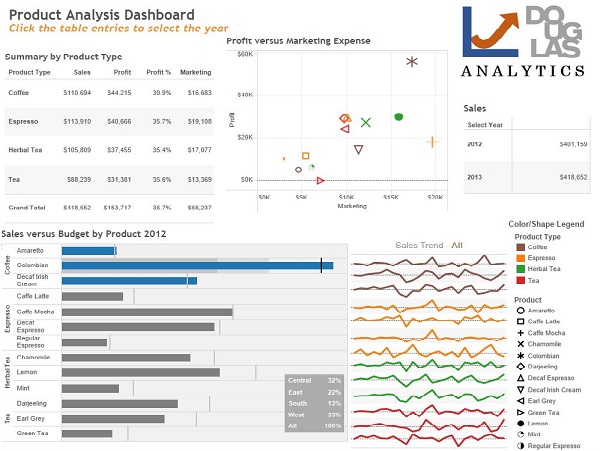 Product Analysis Dashboard
Click the table entries to select the year
DOUGLAS
ANALYTICS
Summary by Product Type
Product Type Sales Profit Profit % Marketing
Coffee $110,694 $44,215 39.9% $16,683
Espresso $113,910 $40,666 35.7% $19,108
Herbal Tea $105,809 $37,455 35.4% $17,077
Tea $88,239 $31,381 35.6% $13,369
Grand Total $418,652 $153,717 36.7% $66,237
Profit versus Marketing Expense
$60K
$40K
$20K
$0K
Profit
$0K $5K $10K $15K $20K
Marketing
Sales
Select Year
2012 $401,159
2013 $418,652
Sales versus Budget by Product 2012
Coffee
Amaretto
Colombian
Decaf Irish
Cream
Espresso
Caffe Latte
Caffe Mocha
Decaf
Espresso
Regular
Espresso
Herbal Tea
Chamomile
Lemon
Mint
Tea
Darjeeling
Earl Grey
Green Tea
Central 32%
East 22%
South 13%
West 33%
All 100%
Sales Trend - All
Color/Shape Legend
Product Type
Coffee
Espresso
Herbal Tea
Tea
Product
Amaretto
Caffe Latte
Caffe Mocha
Chamomile
Colombian
Darjeeling
Decaf Espresso
Decaf Irish Cream
Earl Grey
Green Tea
Lemon
Mint
Regular Espresso